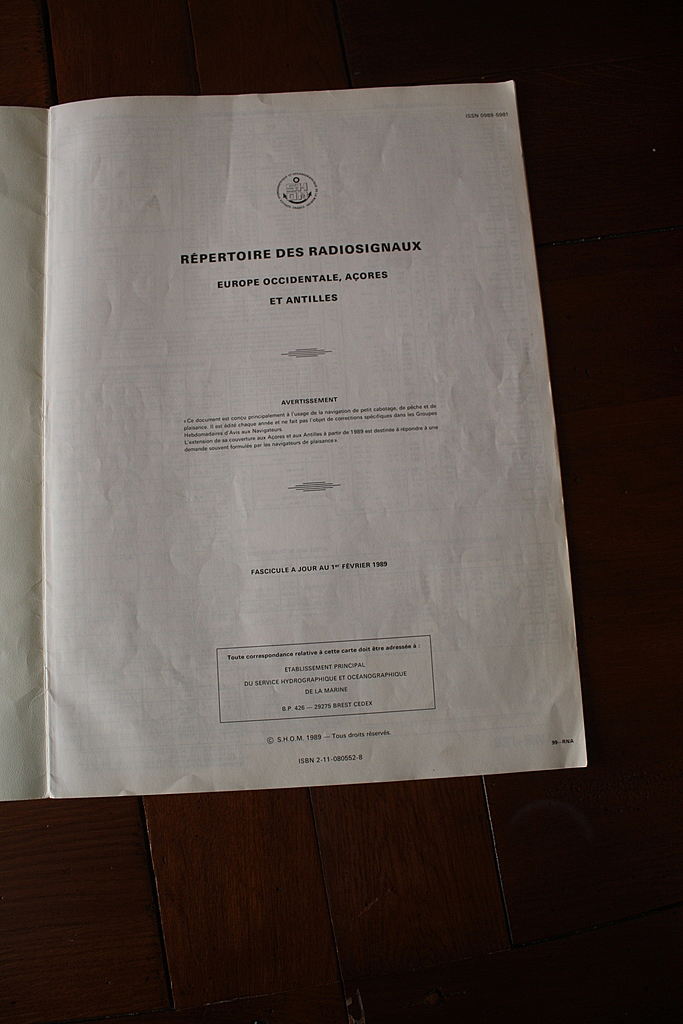 ISSN 0989-5981
RÉPERTOIRE DES RADIOSIGNAUX
EUROPE OCCIDENTALE, AÇORES
ET ANTILLES
AVERTISSEMENT
« Ce document est conçu principalement à l'usage de la navigation de petit cabotage, de pêche et de
plaisance. Il est édité chaque année et ne fait pas l'objet de corrections spécifiques dans les Groupes
Hebdomadaires d'Avis aux Navigateurs.
L'extension de sa couverture aux Açores et aux Antilles à partir de 1989 est destinée à répondre à une
demande souvent formulée par les navigateurs de plaisance ».
FASCICULE A JOUR AU 1er FÉVRIER 1989
Toute correspondance relative à cette carte doit être adressée à :
ETABLISSEMENT PRINCIPAL
DU SERVICE HYDROGRAPHIQUE ET OCÉANOGRAPHIQUE
DE LA MARINE
B.P. 426 — 29275 BREST CEDEX
© S.H.O.M. 1989 — Tous droits réservés.
99-RNA
ISBN 2-11-080552-8